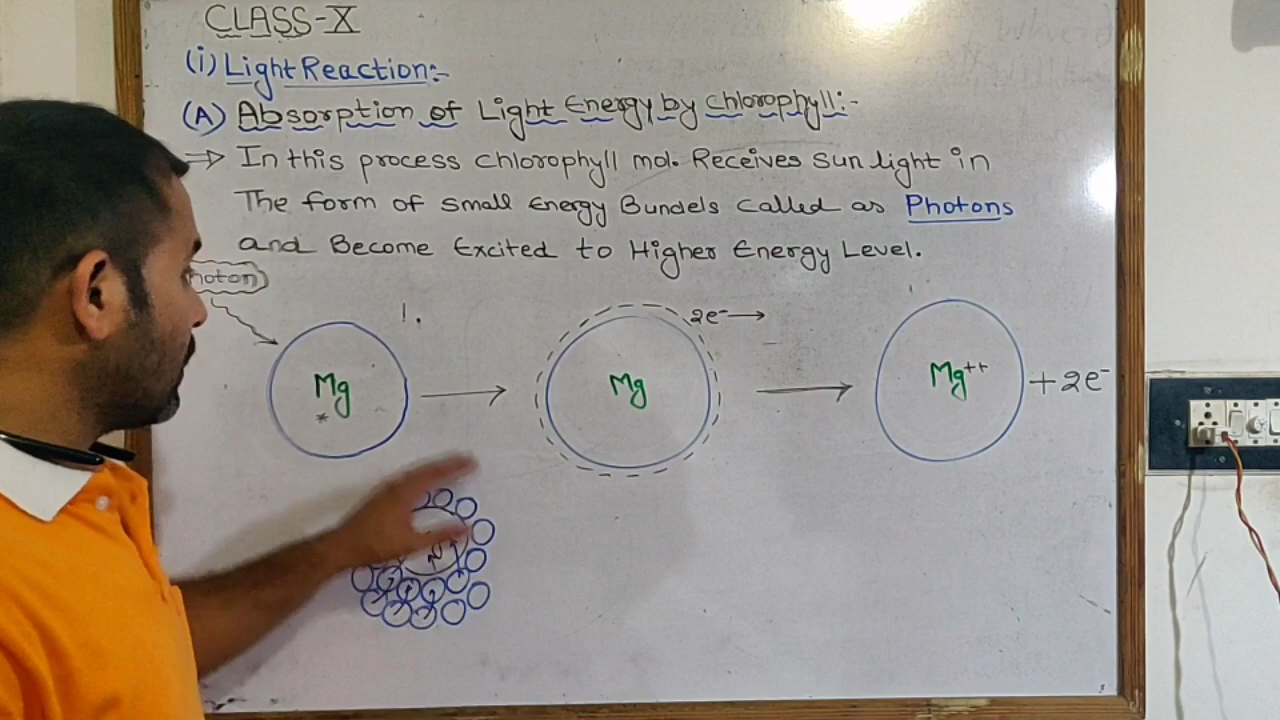 CLASS-X
(i) Light Reaction:-
(A) Absorption of Light Energy by Chlorophyll:-
⇒ In this process chlorophyll mol. Receives Sun light in
The form of small Energy Bundels called as Photons
and Become Excited to Higher Energy Level.
hoton
1.
2e⁻→
Mg
*
→
Mg
→
Mg⁺⁺
+2e⁻